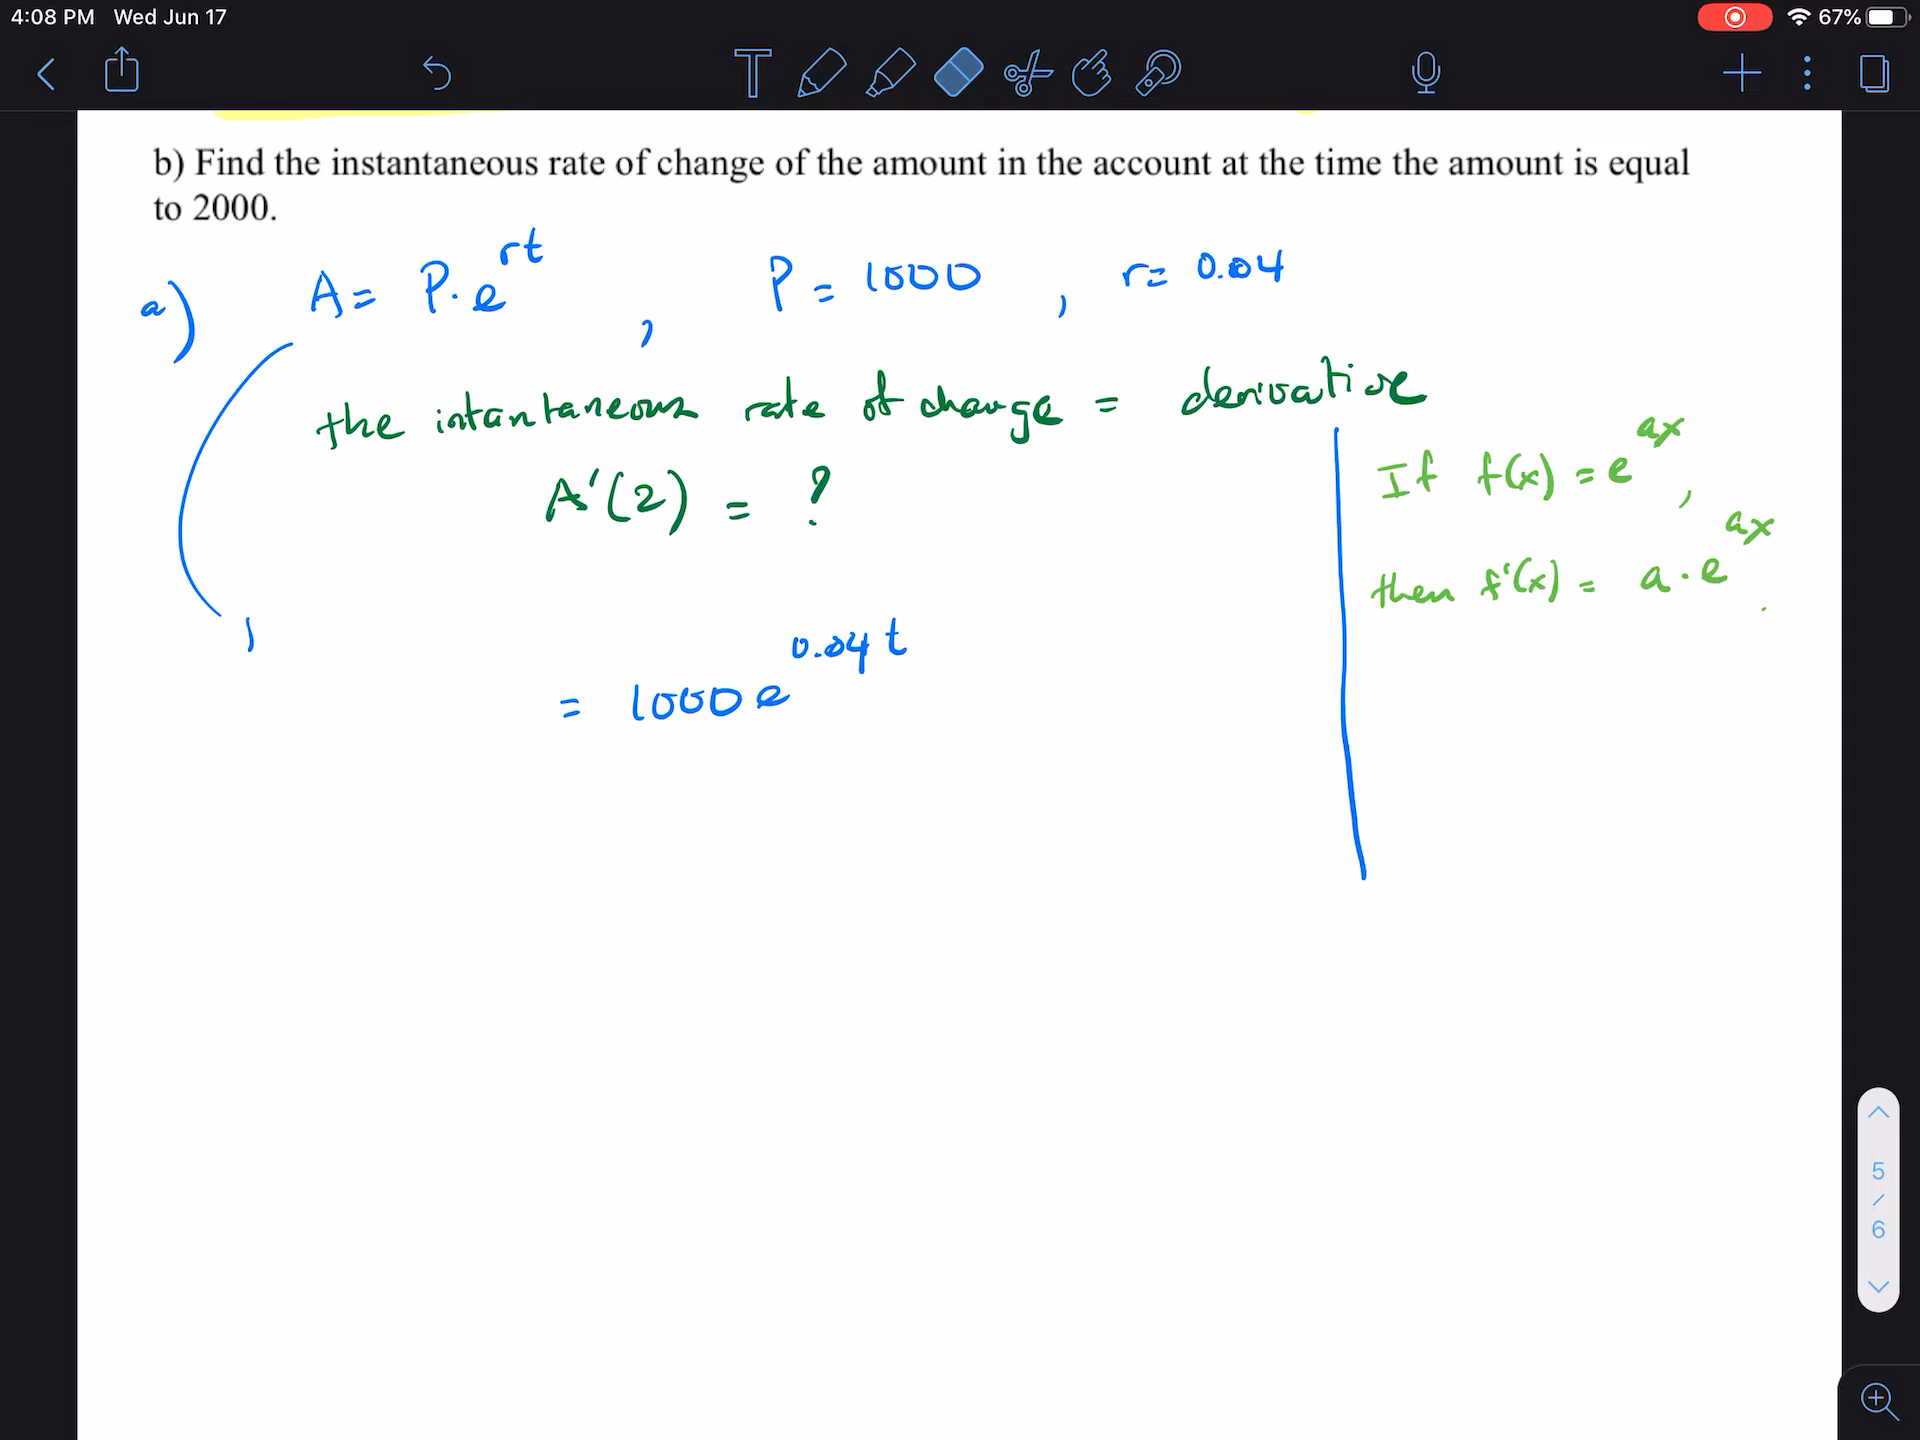 4:08 PM Wed Jun 17
67%
T
b) Find the instantaneous rate of change of the amount in the account at the time the amount is equal
to 2000.
a) A = P.e^rt , P = 1000 , r = 0.04
the intantaneous rate of change = derivative
A'(2) = ?
If f(x) = e^ax ,
then f'(x) = a.e^ax .
= 1000e^0.04t
5
/
6